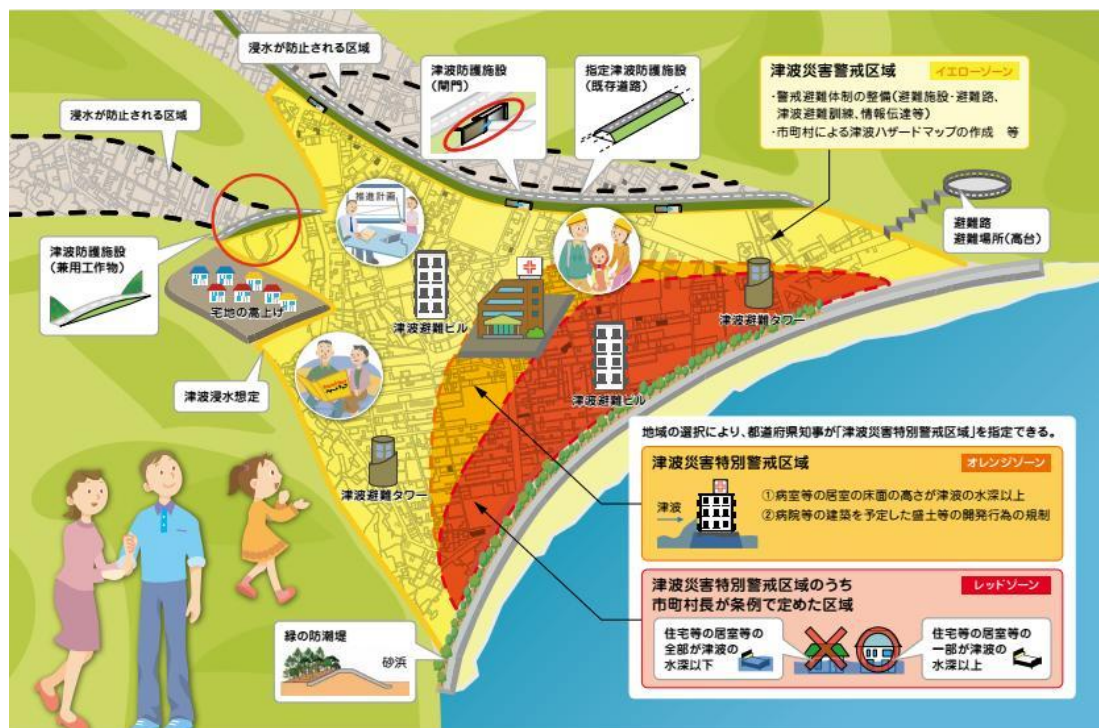 浸水が防止される区域
浸水が防止される区域
津波防護施設
(閘門)
指定津波防護施設
(既存道路)
津波災害警戒区域
イエローゾーン
・警戒避難体制の整備(避難施設・避難路、
津波避難訓練、情報伝達等)
・市町村による津波ハザードマップの作成 等
避難路
避難場所(高台)
津波防護施設
(兼用工作物)
推進計画
宅地の嵩上げ
津波避難ビル
津波避難タワー
津波避難ビル
津波浸水想定
津波避難タワー
緑の防潮堤
砂浜
地域の選択により、都道府県知事が「津波災害特別警戒区域」を指定できる。
津波災害特別警戒区域
オレンジゾーン
津波
①病室等の居室の床面の高さが津波の水深以上
②病院等の建築を予定した盛土等の開発行為の規制
津波災害特別警戒区域のうち
市町村長が条例で定めた区域
レッドゾーン
住宅等の居室等の
全部が津波の
水深以下
住宅等の居室等の
一部が津波の
水深以上